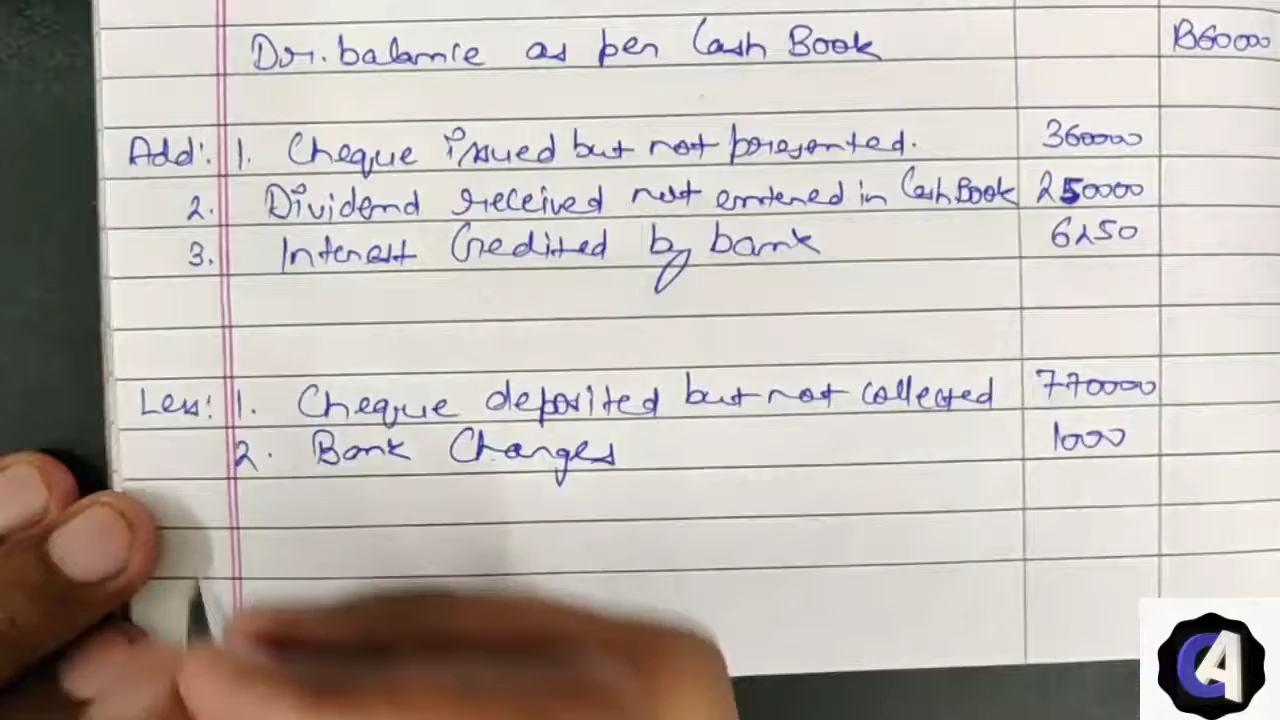 Dr. balance as per Cash Book 1360000
Add: 1. Cheque issued but not presented. 360000
2. Dividend received not entered in Cash Book 250000
3. Interest Credited by bank 6250
Less: 1. Cheque deposited but not collected 770000
2. Bank Charges 1000
CA